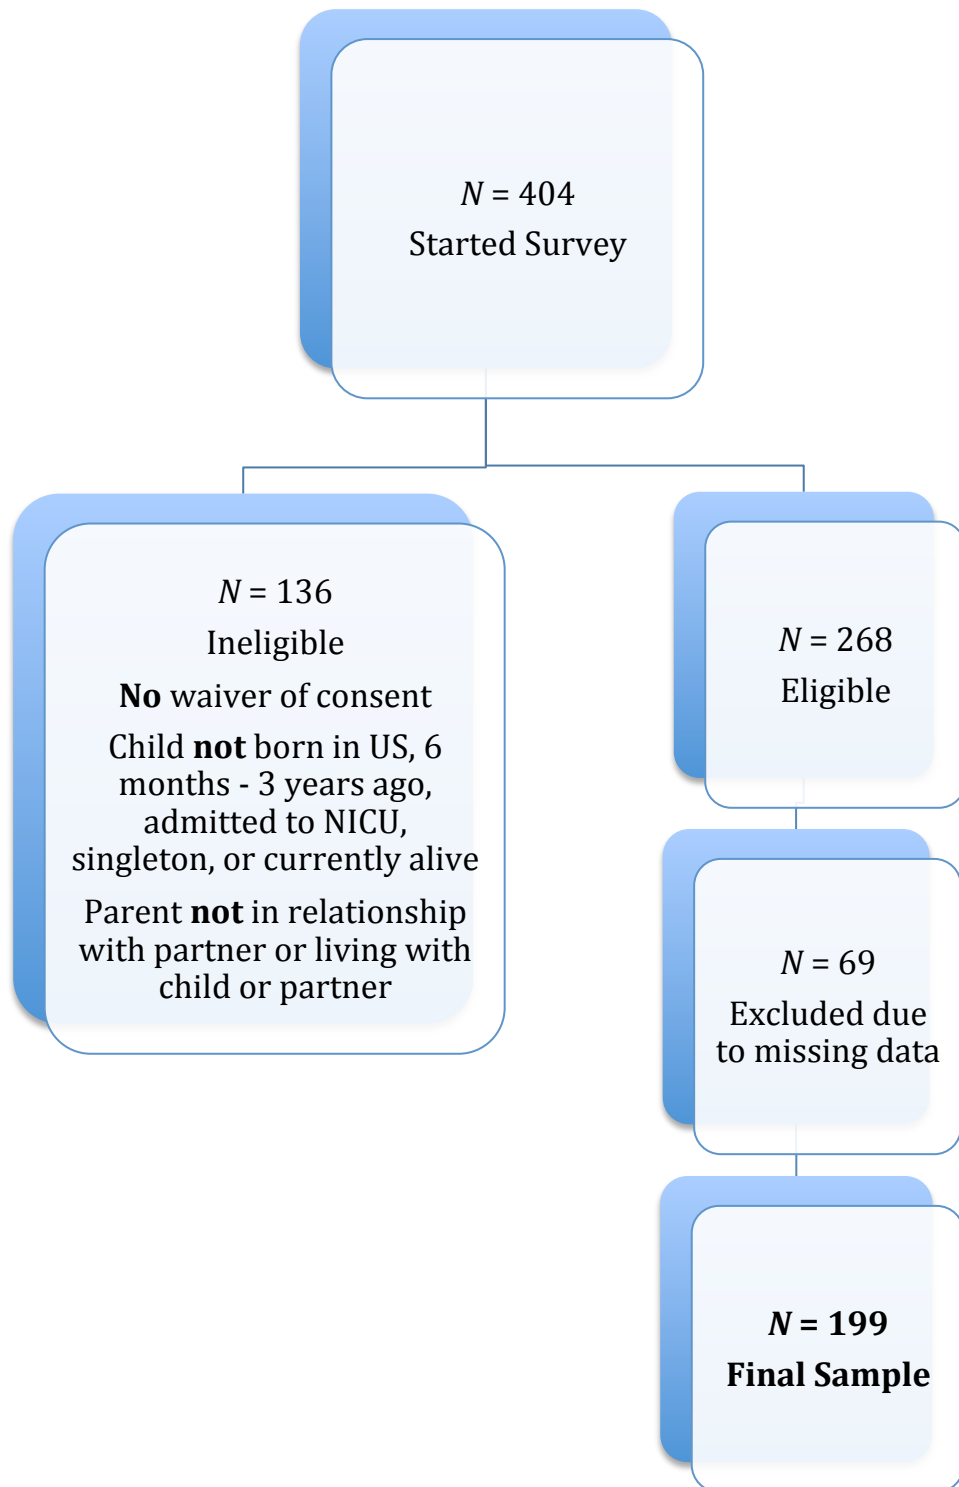 N = 404
Started Survey
N = 136
Ineligible
No waiver of consent
Child not born in US, 6
months - 3 years ago,
admitted to NICU,
singleton, or currently alive
Parent not in relationship
with partner or living with
child or partner
N = 268
Eligible
N = 69
Excluded due
to missing data
N = 199
Final Sample